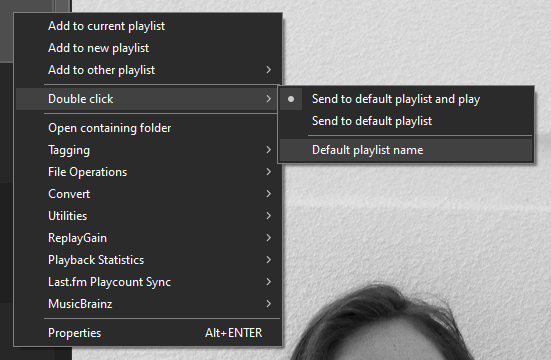 Add to current playlist
Add to new playlist
Add to other playlist
Double click
Send to default playlist and play
Send to default playlist
Default playlist name
Open containing folder
Tagging
File Operations
Convert
Utilities
ReplayGain
Playback Statistics
Last.fm Playcount Sync
MusicBrainz
Properties Alt+ENTER